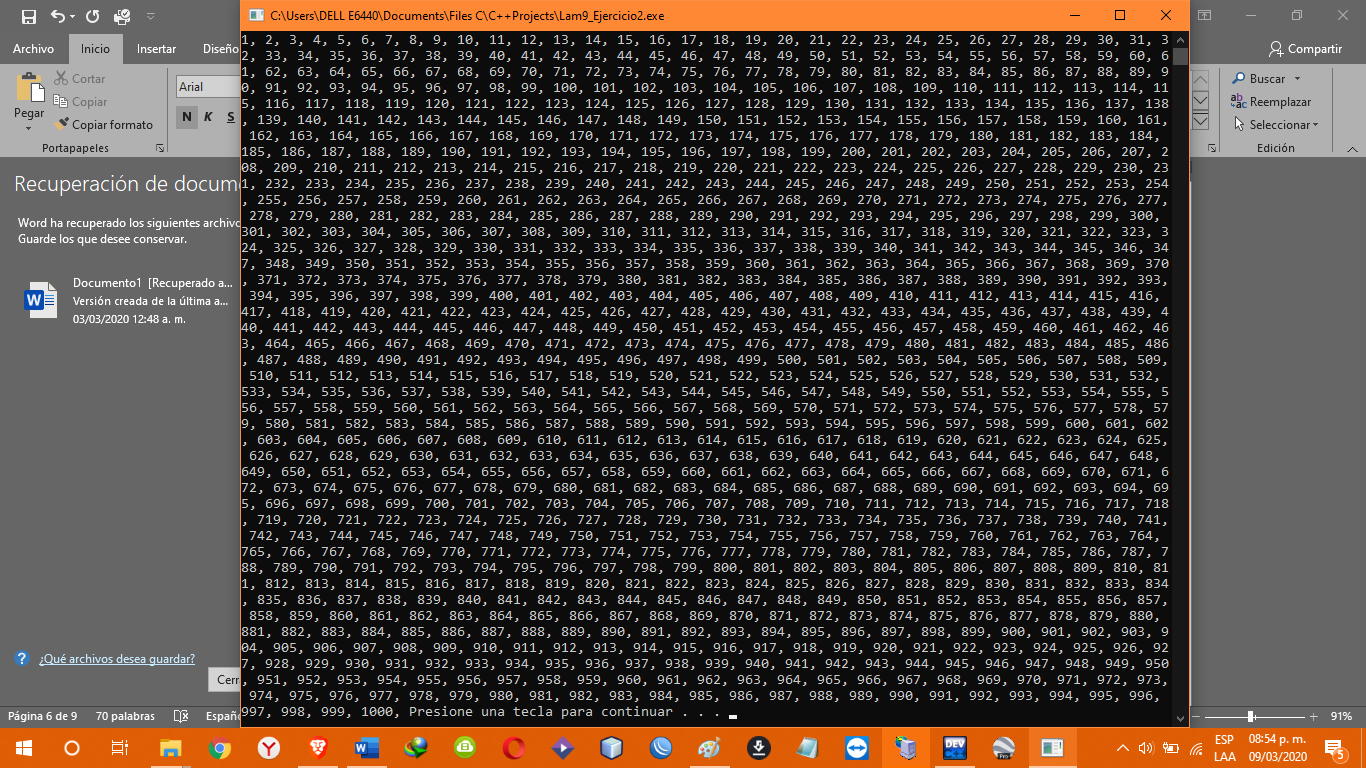 C:\Users\DELL E6440\Documents\Files C\C++Projects\Lam9_Ejercicio2.exe
Archivo Inicio Insertar Diseño
Compartir
Pegar
Cortar
Copiar
Copiar formato
Portapapeles
Arial
N K S
Buscar
Reemplazar
Seleccionar
Edición
Recuperación de docume
Word ha recuperado los siguientes archivo
Guarde los que desee conservar.
Documento1 [Recuperado a...
Versión creada de la última a...
03/03/2020 12:48 a. m.
¿Qué archivos desea guardar?
Cerr
1, 2, 3, 4, 5, 6, 7, 8, 9, 10, 11, 12, 13, 14, 15, 16, 17, 18, 19, 20, 21, 22, 23, 24, 25, 26, 27, 28, 29, 30, 31, 3
2, 33, 34, 35, 36, 37, 38, 39, 40, 41, 42, 43, 44, 45, 46, 47, 48, 49, 50, 51, 52, 53, 54, 55, 56, 57, 58, 59, 60, 6
1, 62, 63, 64, 65, 66, 67, 68, 69, 70, 71, 72, 73, 74, 75, 76, 77, 78, 79, 80, 81, 82, 83, 84, 85, 86, 87, 88, 89, 9
0, 91, 92, 93, 94, 95, 96, 97, 98, 99, 100, 101, 102, 103, 104, 105, 106, 107, 108, 109, 110, 111, 112, 113, 114, 11
5, 116, 117, 118, 119, 120, 121, 122, 123, 124, 125, 126, 127, 128, 129, 130, 131, 132, 133, 134, 135, 136, 137, 138
, 139, 140, 141, 142, 143, 144, 145, 146, 147, 148, 149, 150, 151, 152, 153, 154, 155, 156, 157, 158, 159, 160, 161,
162, 163, 164, 165, 166, 167, 168, 169, 170, 171, 172, 173, 174, 175, 176, 177, 178, 179, 180, 181, 182, 183, 184,
185, 186, 187, 188, 189, 190, 191, 192, 193, 194, 195, 196, 197, 198, 199, 200, 201, 202, 203, 204, 205, 206, 207, 2
08, 209, 210, 211, 212, 213, 214, 215, 216, 217, 218, 219, 220, 221, 222, 223, 224, 225, 226, 227, 228, 229, 230, 23
1, 232, 233, 234, 235, 236, 237, 238, 239, 240, 241, 242, 243, 244, 245, 246, 247, 248, 249, 250, 251, 252, 253, 254
, 255, 256, 257, 258, 259, 260, 261, 262, 263, 264, 265, 266, 267, 268, 269, 270, 271, 272, 273, 274, 275, 276, 277,
278, 279, 280, 281, 282, 283, 284, 285, 286, 287, 288, 289, 290, 291, 292, 293, 294, 295, 296, 297, 298, 299, 300,
301, 302, 303, 304, 305, 306, 307, 308, 309, 310, 311, 312, 313, 314, 315, 316, 317, 318, 319, 320, 321, 322, 323, 3
24, 325, 326, 327, 328, 329, 330, 331, 332, 333, 334, 335, 336, 337, 338, 339, 340, 341, 342, 343, 344, 345, 346, 34
7, 348, 349, 350, 351, 352, 353, 354, 355, 356, 357, 358, 359, 360, 361, 362, 363, 364, 365, 366, 367, 368, 369, 370
, 371, 372, 373, 374, 375, 376, 377, 378, 379, 380, 381, 382, 383, 384, 385, 386, 387, 388, 389, 390, 391, 392, 393,
394, 395, 396, 397, 398, 399, 400, 401, 402, 403, 404, 405, 406, 407, 408, 409, 410, 411, 412, 413, 414, 415, 416,
417, 418, 419, 420, 421, 422, 423, 424, 425, 426, 427, 428, 429, 430, 431, 432, 433, 434, 435, 436, 437, 438, 439, 4
40, 441, 442, 443, 444, 445, 446, 447, 448, 449, 450, 451, 452, 453, 454, 455, 456, 457, 458, 459, 460, 461, 462, 46
3, 464, 465, 466, 467, 468, 469, 470, 471, 472, 473, 474, 475, 476, 477, 478, 479, 480, 481, 482, 483, 484, 485, 486
, 487, 488, 489, 490, 491, 492, 493, 494, 495, 496, 497, 498, 499, 500, 501, 502, 503, 504, 505, 506, 507, 508, 509,
510, 511, 512, 513, 514, 515, 516, 517, 518, 519, 520, 521, 522, 523, 524, 525, 526, 527, 528, 529, 530, 531, 532,
533, 534, 535, 536, 537, 538, 539, 540, 541, 542, 543, 544, 545, 546, 547, 548, 549, 550, 551, 552, 553, 554, 555, 5
56, 557, 558, 559, 560, 561, 562, 563, 564, 565, 566, 567, 568, 569, 570, 571, 572, 573, 574, 575, 576, 577, 578, 57
9, 580, 581, 582, 583, 584, 585, 586, 587, 588, 589, 590, 591, 592, 593, 594, 595, 596, 597, 598, 599, 600, 601, 602
, 603, 604, 605, 606, 607, 608, 609, 610, 611, 612, 613, 614, 615, 616, 617, 618, 619, 620, 621, 622, 623, 624, 625,
626, 627, 628, 629, 630, 631, 632, 633, 634, 635, 636, 637, 638, 639, 640, 641, 642, 643, 644, 645, 646, 647, 648,
649, 650, 651, 652, 653, 654, 655, 656, 657, 658, 659, 660, 661, 662, 663, 664, 665, 666, 667, 668, 669, 670, 671, 6
72, 673, 674, 675, 676, 677, 678, 679, 680, 681, 682, 683, 684, 685, 686, 687, 688, 689, 690, 691, 692, 693, 694, 69
5, 696, 697, 698, 699, 700, 701, 702, 703, 704, 705, 706, 707, 708, 709, 710, 711, 712, 713, 714, 715, 716, 717, 718
, 719, 720, 721, 722, 723, 724, 725, 726, 727, 728, 729, 730, 731, 732, 733, 734, 735, 736, 737, 738, 739, 740, 741,
742, 743, 744, 745, 746, 747, 748, 749, 750, 751, 752, 753, 754, 755, 756, 757, 758, 759, 760, 761, 762, 763, 764,
765, 766, 767, 768, 769, 770, 771, 772, 773, 774, 775, 776, 777, 778, 779, 780, 781, 782, 783, 784, 785, 786, 787, 7
88, 789, 790, 791, 792, 793, 794, 795, 796, 797, 798, 799, 800, 801, 802, 803, 804, 805, 806, 807, 808, 809, 810, 81
1, 812, 813, 814, 815, 816, 817, 818, 819, 820, 821, 822, 823, 824, 825, 826, 827, 828, 829, 830, 831, 832, 833, 834
, 835, 836, 837, 838, 839, 840, 841, 842, 843, 844, 845, 846, 847, 848, 849, 850, 851, 852, 853, 854, 855, 856, 857,
858, 859, 860, 861, 862, 863, 864, 865, 866, 867, 868, 869, 870, 871, 872, 873, 874, 875, 876, 877, 878, 879, 880,
881, 882, 883, 884, 885, 886, 887, 888, 889, 890, 891, 892, 893, 894, 895, 896, 897, 898, 899, 900, 901, 902, 903, 9
04, 905, 906, 907, 908, 909, 910, 911, 912, 913, 914, 915, 916, 917, 918, 919, 920, 921, 922, 923, 924, 925, 926, 92
7, 928, 929, 930, 931, 932, 933, 934, 935, 936, 937, 938, 939, 940, 941, 942, 943, 944, 945, 946, 947, 948, 949, 950
, 951, 952, 953, 954, 955, 956, 957, 958, 959, 960, 961, 962, 963, 964, 965, 966, 967, 968, 969, 970, 971, 972, 973,
974, 975, 976, 977, 978, 979, 980, 981, 982, 983, 984, 985, 986, 987, 988, 989, 990, 991, 992, 993, 994, 995, 996,
997, 998, 999, 1000, Presione una tecla para continuar . . .
Página 6 de 9 70 palabras Españo
91%
ESP
LAA
08:54 p. m.
09/03/2020
5